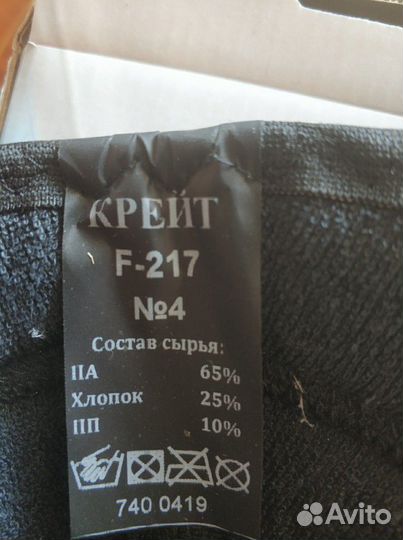 КРЕЙТ
F-217
№4
Состав сырья:
ПА 65%
Хлопок 25%
ПП 10%
740 0419
Avito